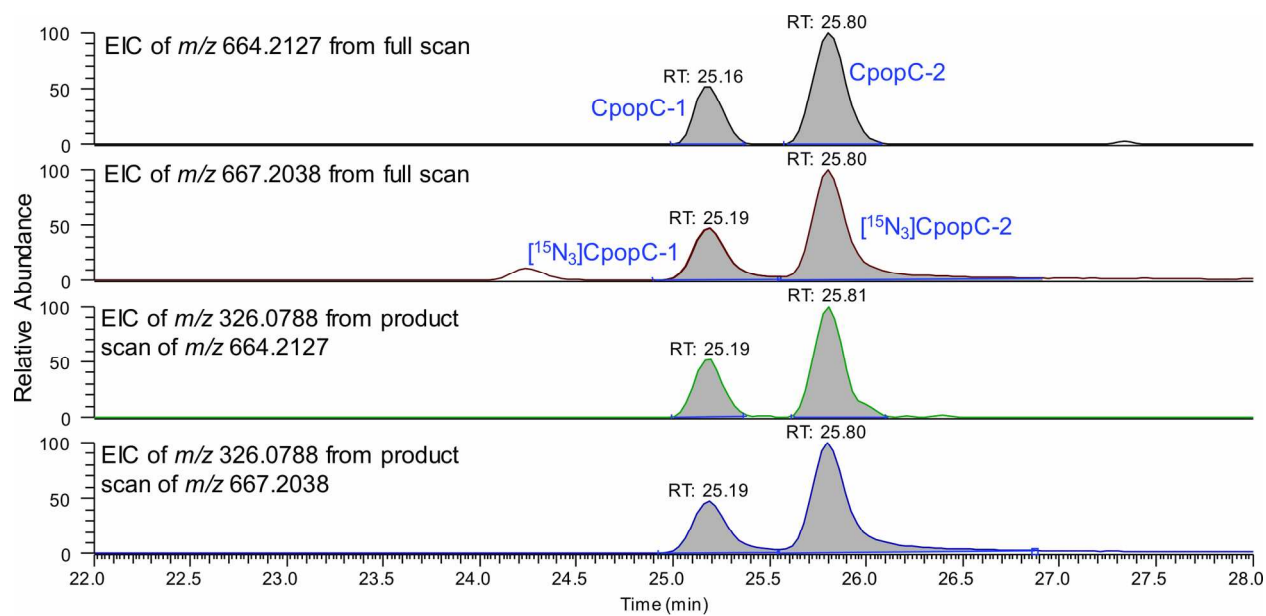 RT: 25.80
100
EIC of m/z 664.2127 from full scan
RT: 25.16
CpopC-2
50
CpopC-1
0
RT: 25.80
100
EIC of m/z 667.2038 from full scan
RT: 25.19
50
[¹⁵N₃]CpopC-2
[¹⁵N₃]CpopC-1
0
RT: 25.81
100
EIC of m/z 326.0788 from product
scan of m/z 664.2127
RT: 25.19
50
0
RT: 25.80
100
EIC of m/z 326.0788 from product
scan of m/z 667.2038
RT: 25.19
50
0
Relative Abundance
22.0 22.5 23.0 23.5 24.0 24.5 25.0 25.5 26.0 26.5 27.0 27.5 28.0
Time (min)